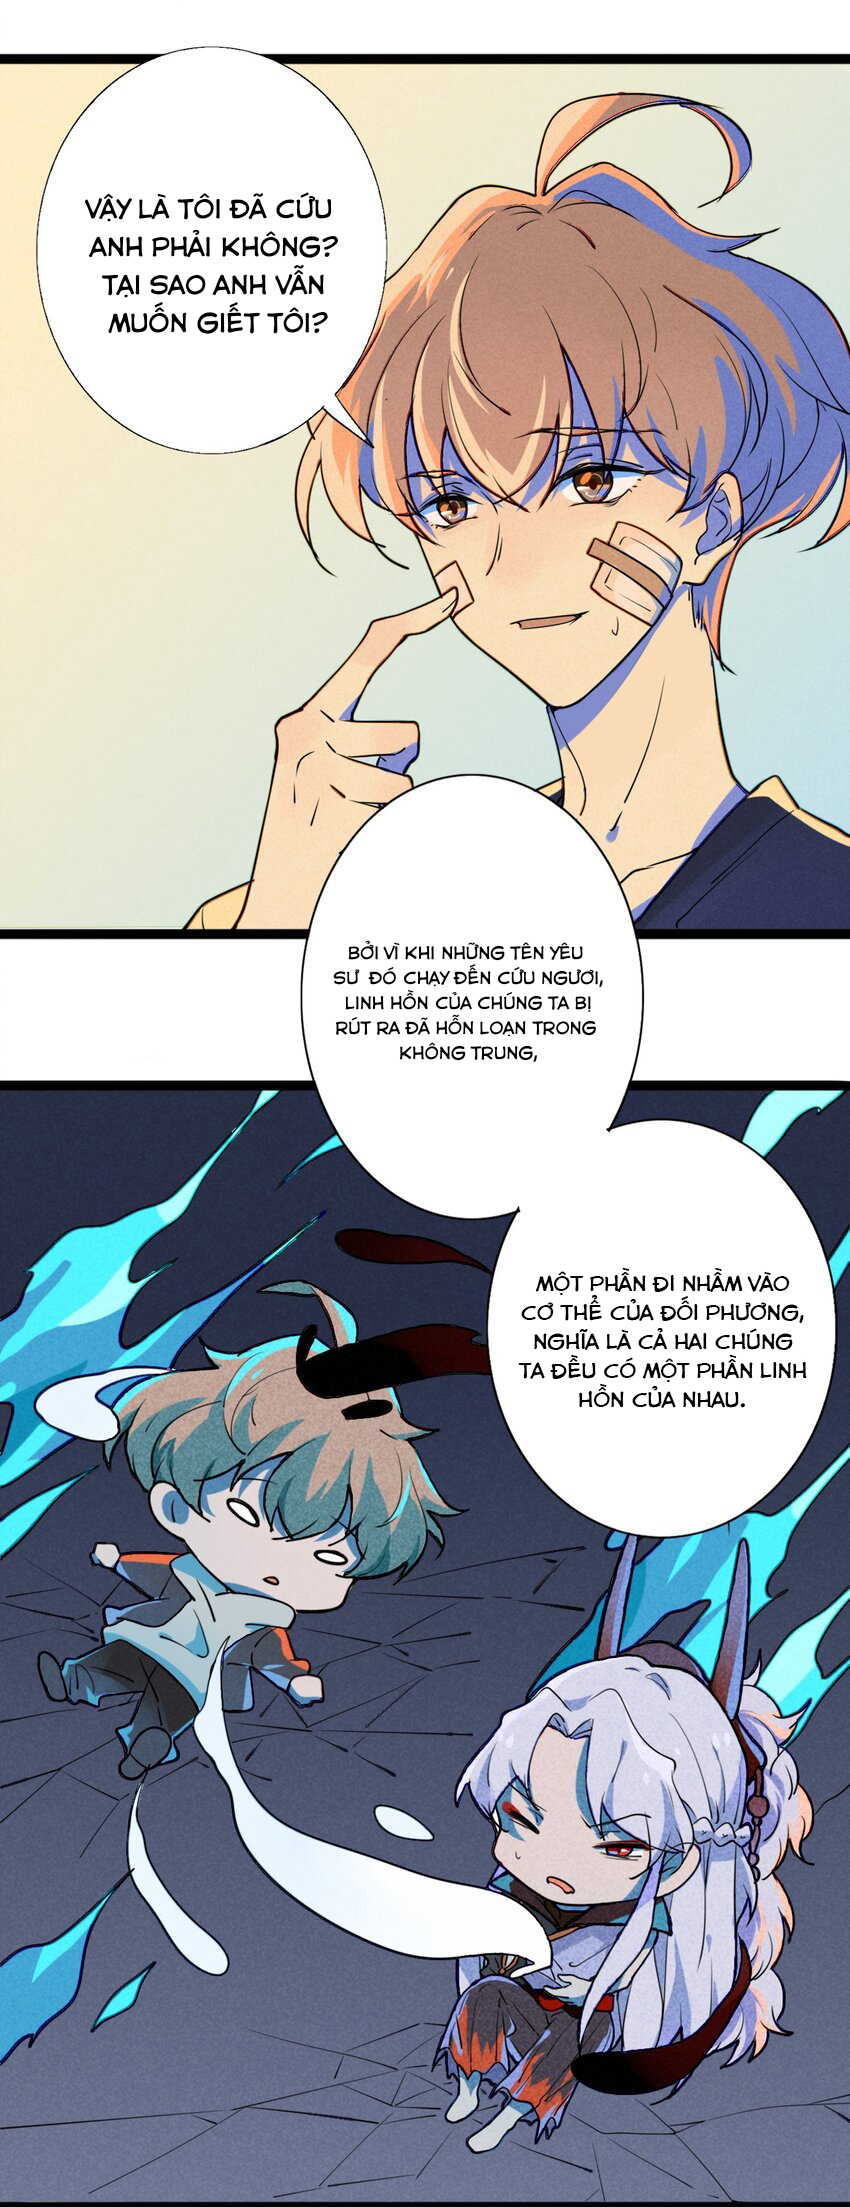 VẬY LÀ TÔI ĐÃ CỨU
ANH PHẢI KHÔNG?
TẠI SAO ANH VẪN
MUỐN GIẾT TÔI?
BỞI VÌ KHI NHỮNG TÊN YÊU
SƯ ĐÓ CHẠY ĐẾN CỨU NGƯƠI,
LINH HỒN CỦA CHÚNG TA BỊ
RÚT RA ĐÃ HỖN LOẠN TRONG
KHÔNG TRUNG,
MỘT PHẦN ĐI NHẦM VÀO
CƠ THỂ CỦA ĐỐI PHƯƠNG,
NGHĨA LÀ CẢ HAI CHÚNG
TA ĐỀU CÓ MỘT PHẦN LINH
HỒN CỦA NHAU.